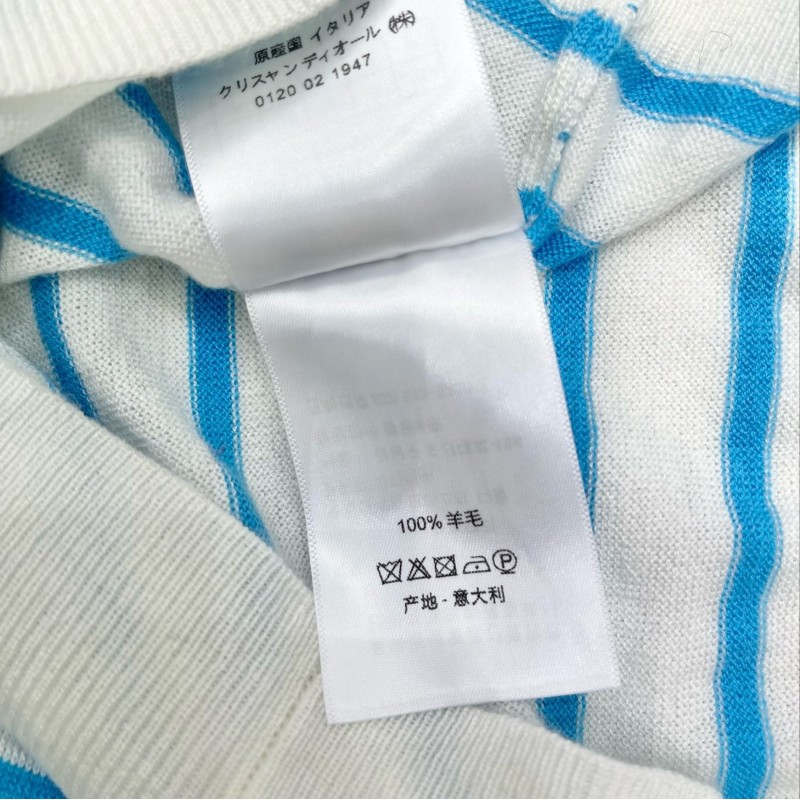 原産国 イタリア
クリスャンディオール ㈱
0120 02 1947
100% 羊毛
产地 - 意大利